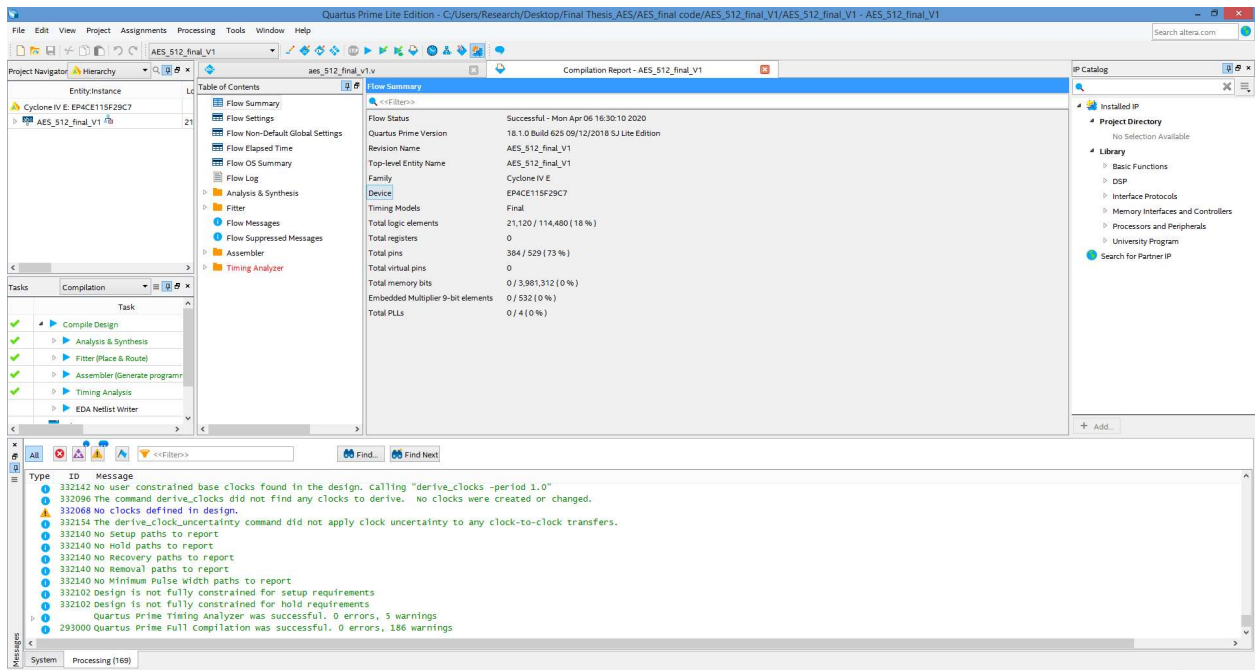 Quartus Prime Lite Edition - C:/Users/Research/Desktop/Final Thesis_AES/AES_final code/AES_512_final_V1/AES_512_final_V1 - AES_512_final_V1
File Edit View Project Assignments Processing Tools Window Help
Search altera.com
AES_512_final_V1
Project Navigator Hierarchy
Entity:Instance
Cyclone IV E: EP4CE115F29C7
AES_512_final_V1 21
aes_512_final_v1.v
Compilation Report - AES_512_final_V1
Table of Contents
Flow Summary
Flow Settings
Flow Non-Default Global Settings
Flow Elapsed Time
Flow OS Summary
Flow Log
Analysis & Synthesis
Fitter
Flow Messages
Flow Suppressed Messages
Assembler
Timing Analyzer
Flow Summary
<<Filter>>
Flow Status Successful - Mon Apr 06 16:30:10 2020
Quartus Prime Version 18.1.0 Build 625 09/12/2018 SJ Lite Edition
Revision Name AES_512_final_V1
Top-level Entity Name AES_512_final_V1
Family Cyclone IV E
Device EP4CE115F29C7
Timing Models Final
Total logic elements 21,120 / 114,480 ( 18 % )
Total registers 0
Total pins 384 / 529 ( 73 % )
Total virtual pins 0
Total memory bits 0 / 3,981,312 ( 0 % )
Embedded Multiplier 9-bit elements 0 / 532 ( 0 % )
Total PLLs 0 / 4 ( 0 % )
IP Catalog
Installed IP
Project Directory
No Selection Available
Library
Basic Functions
DSP
Interface Protocols
Memory Interfaces and Controllers
Processors and Peripherals
University Program
Search for Partner IP
+ Add...
Tasks Compilation
Task
Compile Design
Analysis & Synthesis
Fitter (Place & Route)
Assembler (Generate programr
Timing Analysis
EDA Netlist Writer
All <<Filter>> Find... Find Next
Type ID Message
332142 No user constrained base clocks found in the design. Calling "derive_clocks -period 1.0"
332096 The command derive_clocks did not find any clocks to derive. No clocks were created or changed.
332068 No clocks defined in design.
332154 The derive_clock_uncertainty command did not apply clock uncertainty to any clock-to-clock transfers.
332140 No Setup paths to report
332140 No Hold paths to report
332140 No Recovery paths to report
332140 No Removal paths to report
332140 No Minimum Pulse Width paths to report
332102 Design is not fully constrained for setup requirements
332102 Design is not fully constrained for hold requirements
Quartus Prime Timing Analyzer was successful. 0 errors, 5 warnings
293000 Quartus Prime Full Compilation was successful. 0 errors, 186 warnings
Messages
System Processing (169)